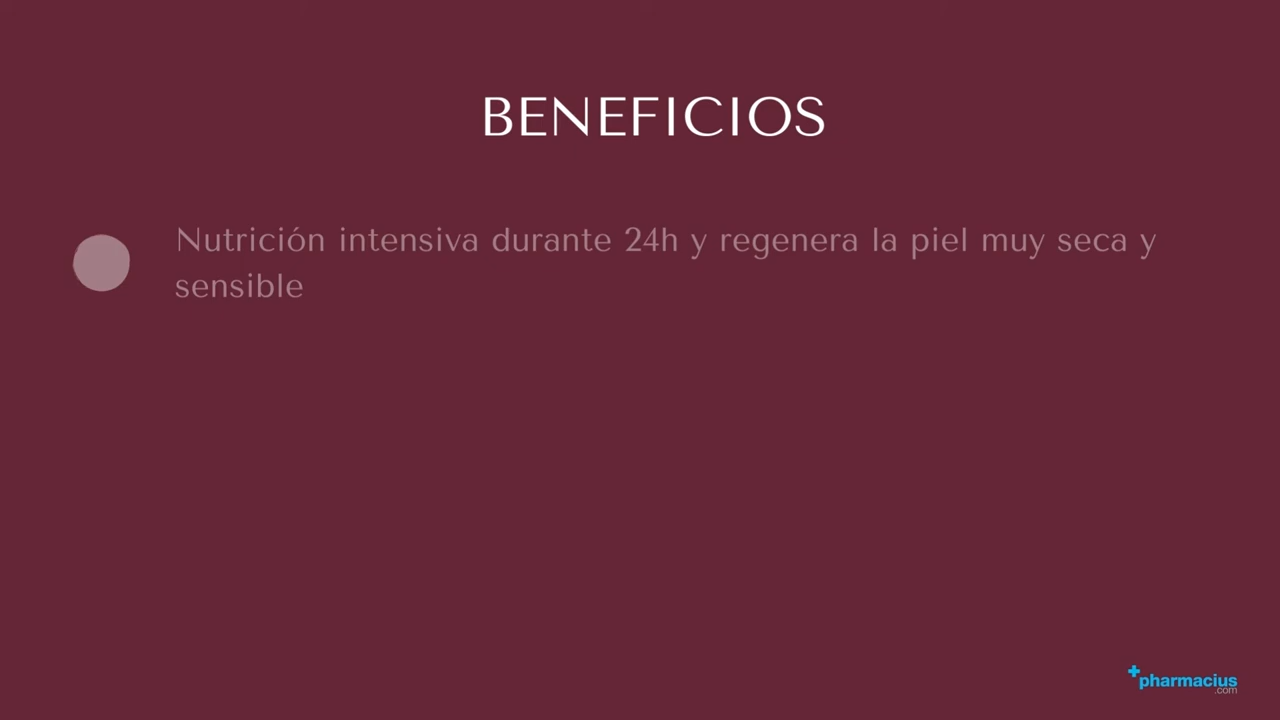 BENEFICIOS
Nutrición intensiva durante 24h y regenera la piel muy seca y
sensible
pharmacius
.com